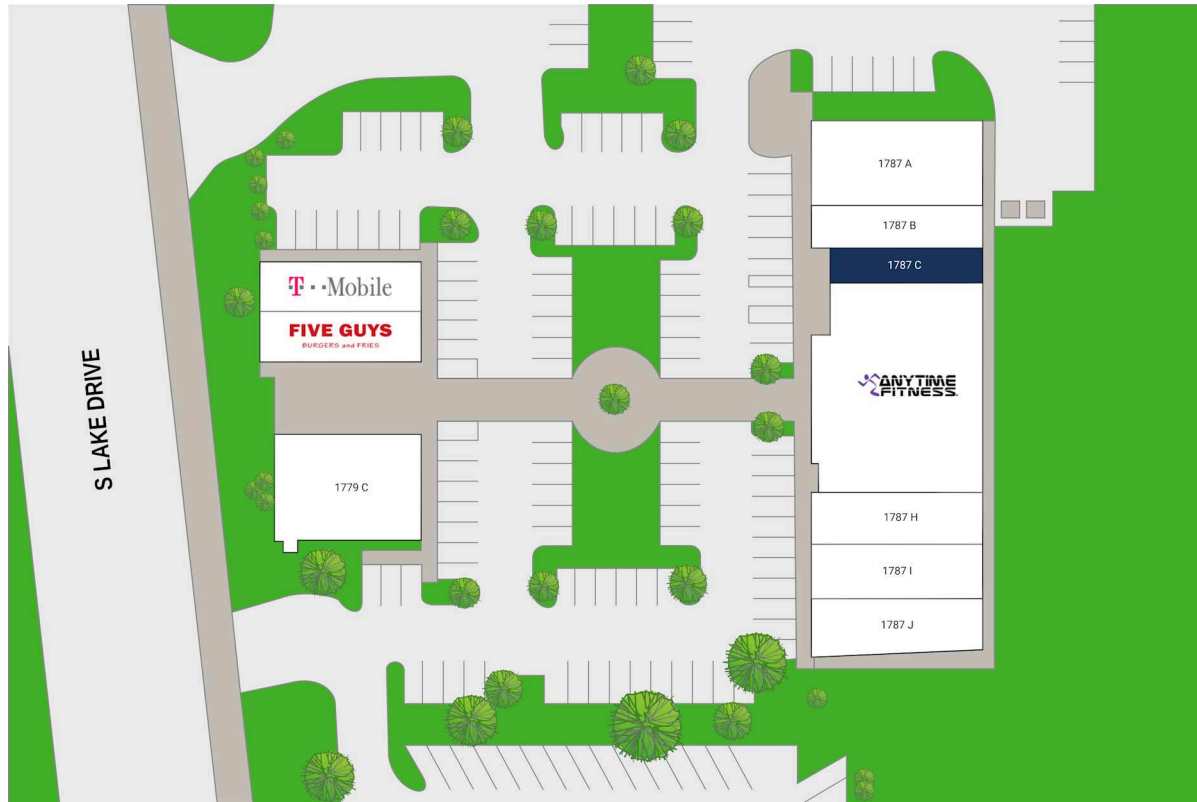 1787 A
1787 B
1787 C
T··Mobile
FIVE GUYS
BURGERS and FRIES
ANYTIME
FITNESS
S LAKE DRIVE
1779 C
1787 H
1787 I
1787 J